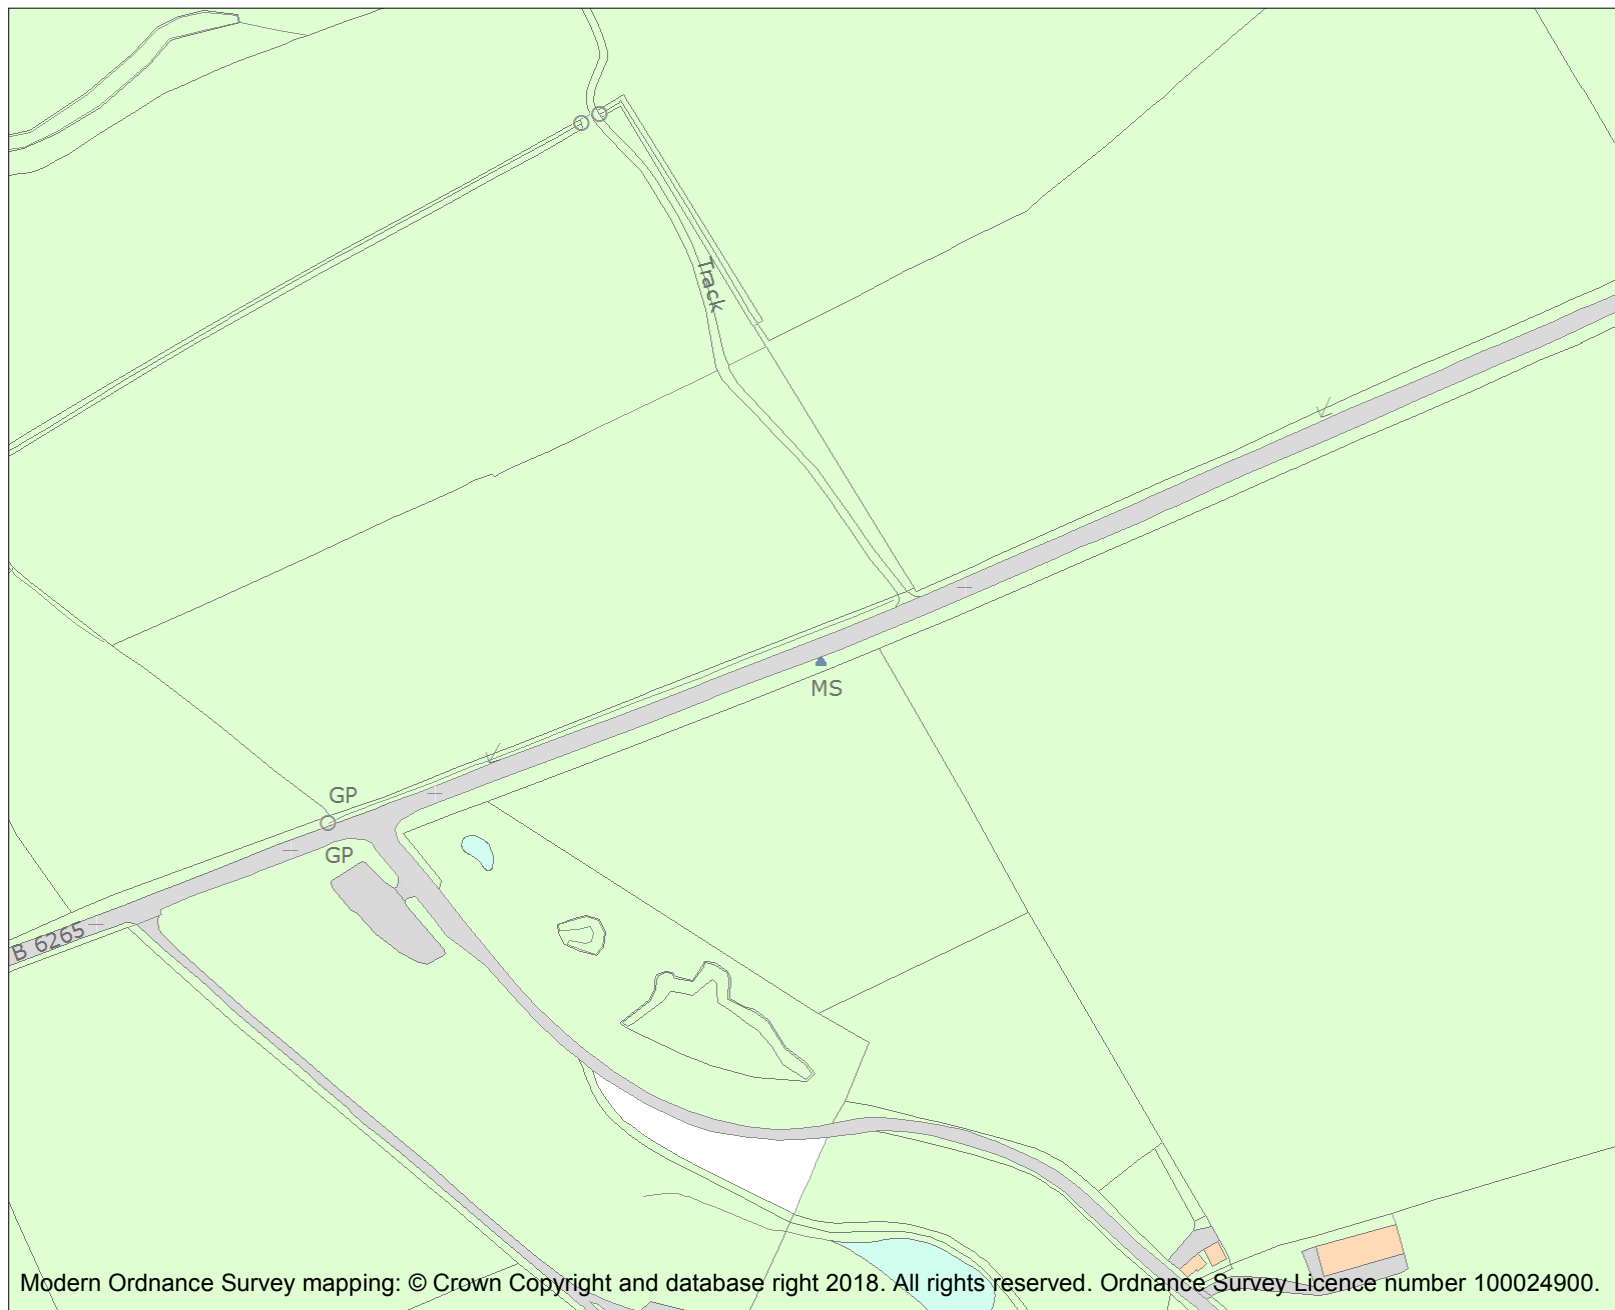 Track
MS
GP
GP
B 6265
Modern Ordnance Survey mapping: © Crown Copyright and database right 2018. All rights reserved. Ordnance Survey Licence number 100024900.